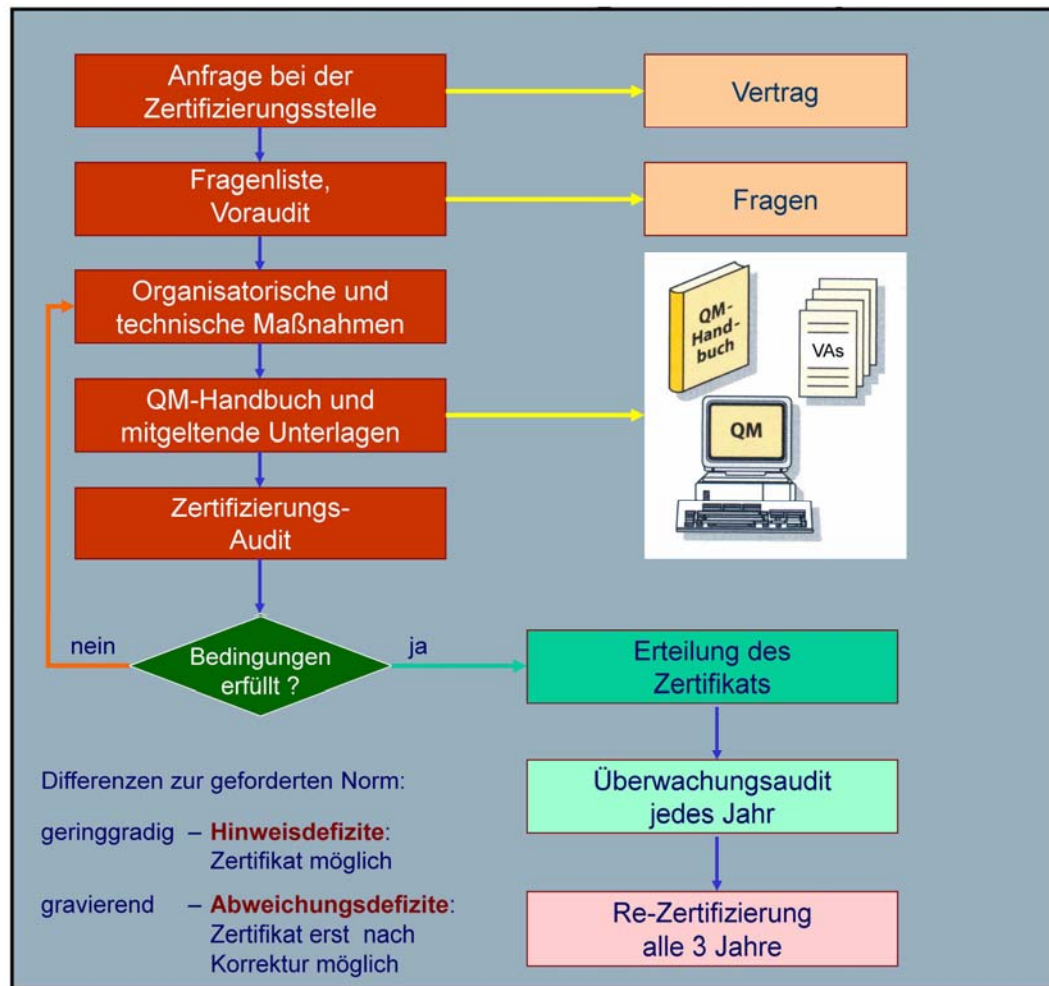 Anfrage bei der
Zertifizierungsstelle
Vertrag
Fragenliste,
Voraudit
Fragen
Organisatorische und
technische Maßnahmen
QM-
Hand-
buch
VAs
QM-Handbuch und
mitgeltende Unterlagen
QM
Zertifizierungs-
Audit
nein
Bedingungen
erfüllt ?
ja
Erteilung des
Zertifikats
Überwachungsaudit
jedes Jahr
Re-Zertifizierung
alle 3 Jahre
Differenzen zur geforderten Norm:
geringgradig – Hinweisdefizite:
Zertifikat möglich
gravierend – Abweichungsdefizite:
Zertifikat erst nach
Korrektur möglich